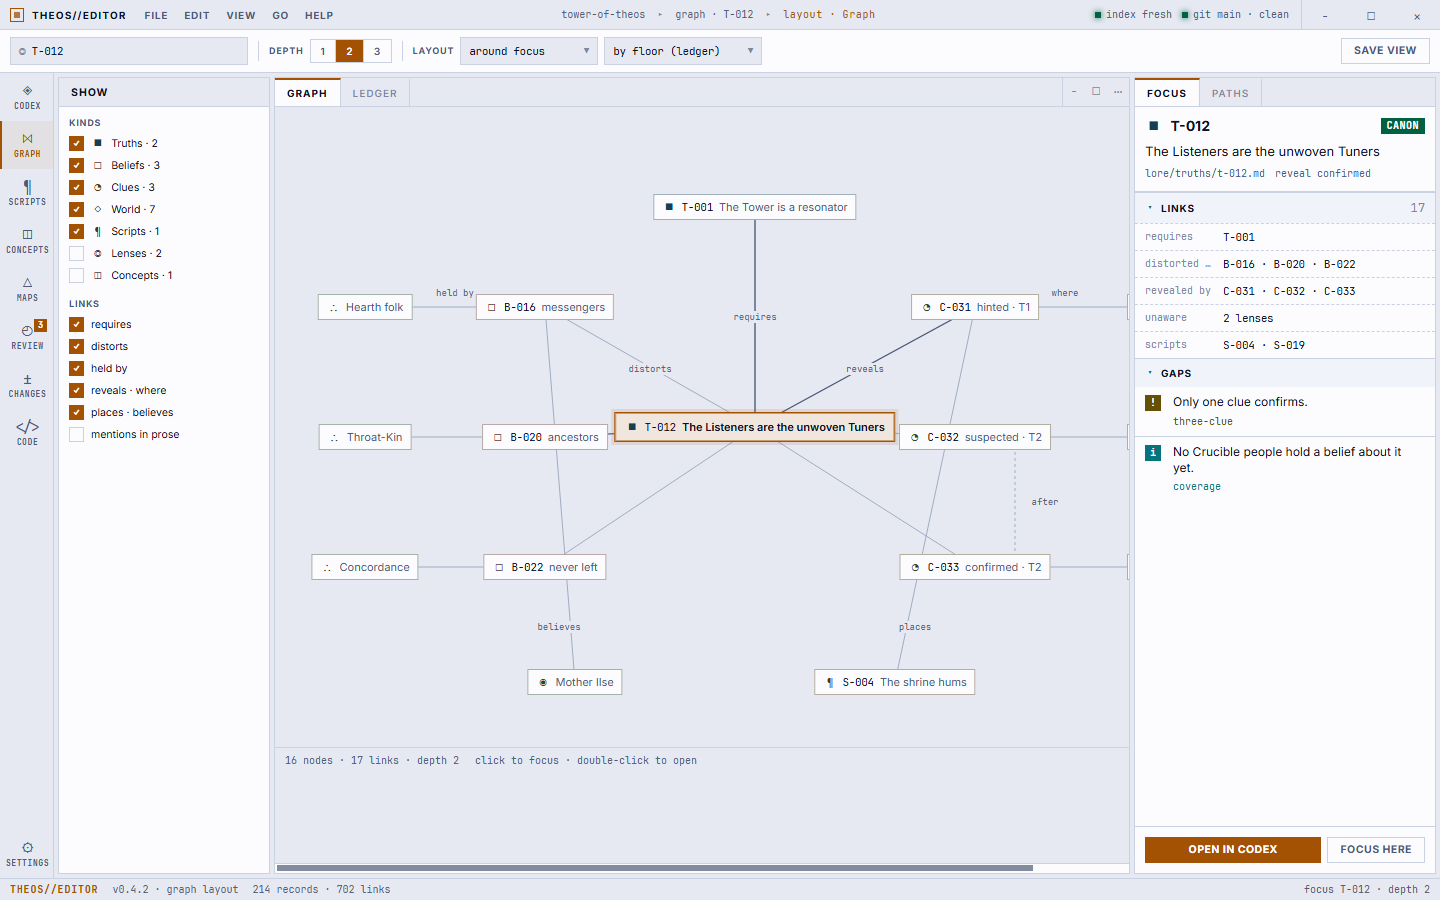 THEOS//EDITOR FILE EDIT VIEW GO HELP
tower-of-theos ▸ graph · T-012 ▸ layout · Graph
index fresh git main · clean
T-012
DEPTH 1 2 3
LAYOUT around focus by floor (ledger)
SAVE VIEW
CODEX
GRAPH
SCRIPTS
CONCEPTS
MAPS
3
REVIEW
CHANGES
CODE
SETTINGS
SHOW
KINDS
Truths · 2
Beliefs · 3
Clues · 3
World · 7
Scripts · 1
Lenses · 2
Concepts · 1
LINKS
requires
distorts
held by
reveals · where
places · believes
mentions in prose
GRAPH LEDGER
T-001 The Tower is a resonator
Hearth folk
held by
B-016 messengers
requires
C-031 hinted · T1
where
distorts
reveals
Throat-Kin
B-020 ancestors
T-012 The Listeners are the unwoven Tuners
C-032 suspected · T2
after
Concordance
B-022 never left
C-033 confirmed · T2
believes
places
Mother Ilse
S-004 The shrine hums
16 nodes · 17 links · depth 2 click to focus · double-click to open
FOCUS PATHS
T-012
CANON
The Listeners are the unwoven Tuners
lore/truths/t-012.md reveal confirmed
LINKS 17
requires T-001
distorted … B-016 · B-020 · B-022
revealed by C-031 · C-032 · C-033
unaware 2 lenses
scripts S-004 · S-019
GAPS
! Only one clue confirms.
three-clue
i No Crucible people hold a belief about it
yet.
coverage
OPEN IN CODEX FOCUS HERE
THEOS//EDITOR v0.4.2 · graph layout 214 records · 702 links
focus T-012 · depth 2